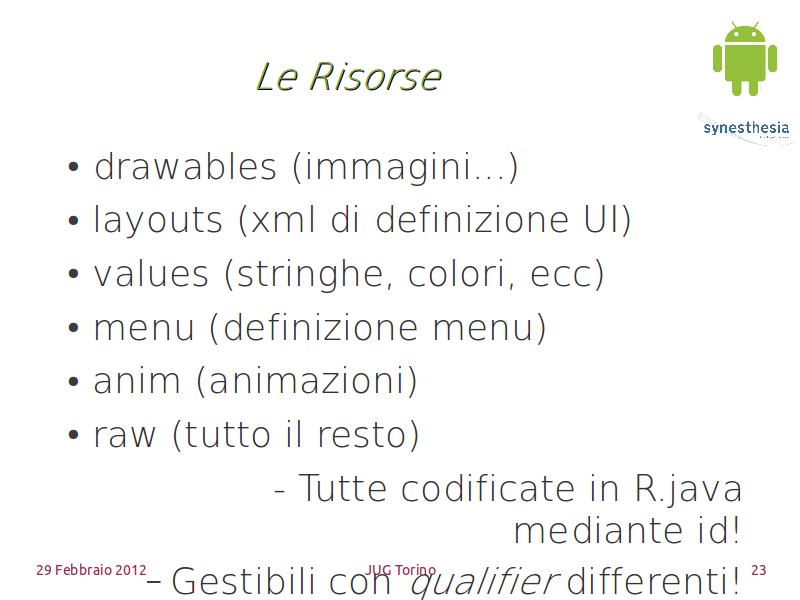 Le Risorse
synesthesia
• drawables (immagini...)
• layouts (xml di definizione UI)
• values (stringhe, colori, ecc)
• menu (definizione menu)
• anim (animazioni)
• raw (tutto il resto)
- Tutte codificate in R.java
mediante id!
– Gestibili con qualifier differenti!
29 Febbraio 2012 JUG Torino 23